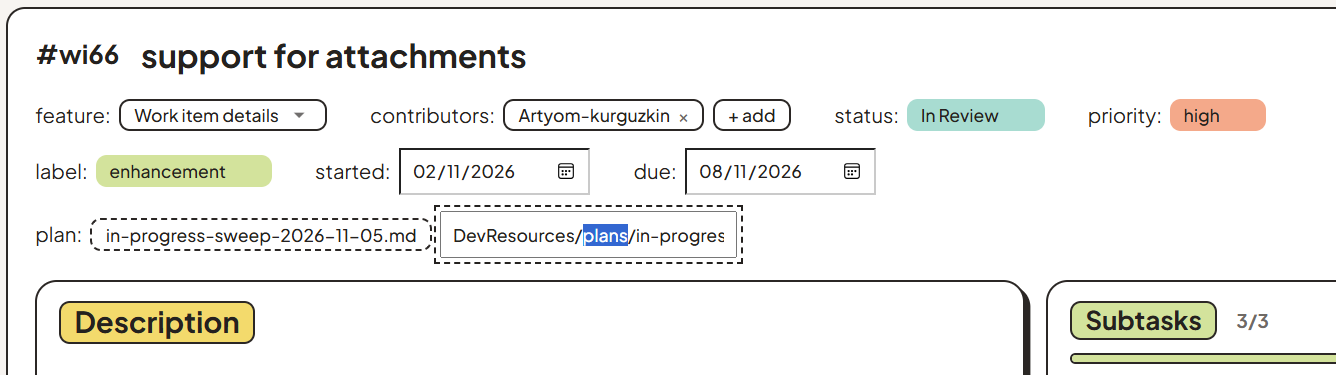 #wi66 support for attachments
feature: Work item details contributors: Artyom-kurguzkin × + add status: In Review priority: high
label: enhancement started: 02/11/2026 due: 08/11/2026
plan: in-progress-sweep-2026-11-05.md DevResources/plans/in-progres
Description Subtasks 3/3